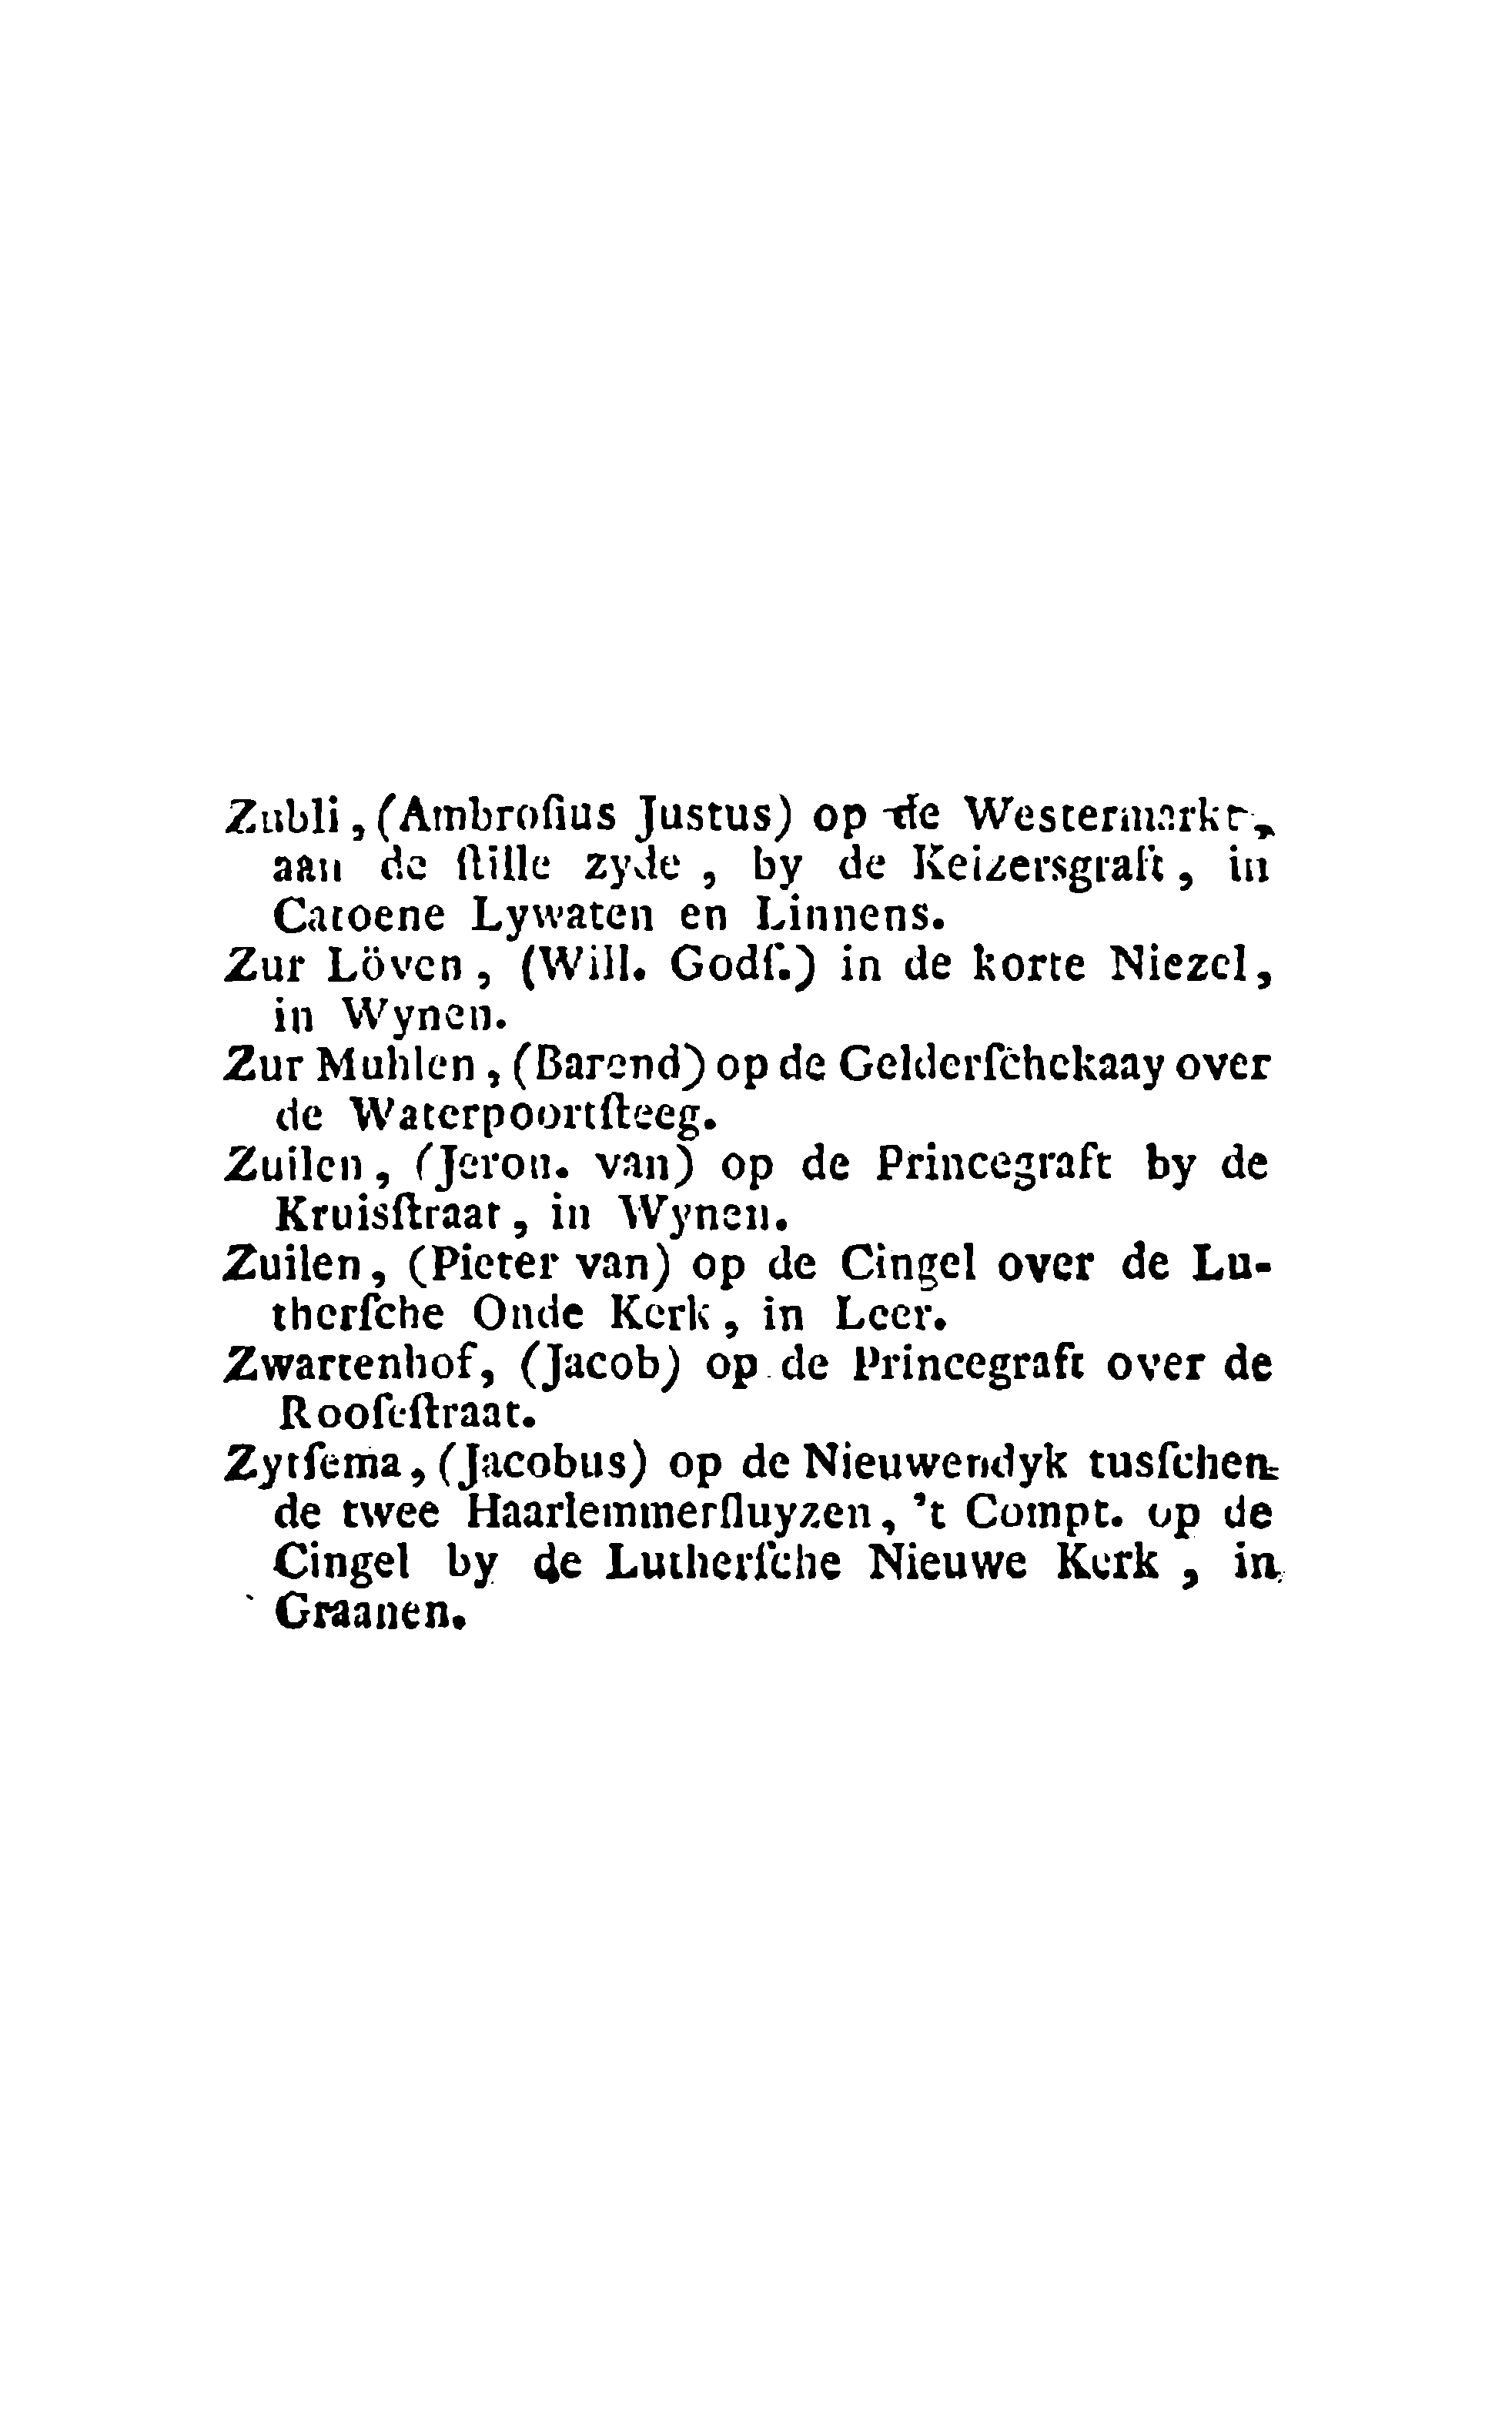 Zubli, (Ambroſius Justus) op de Westermarkt,
aan de ſtille zyde, by de Keizersgraft, in
Catoene Lywaten en Linnens.
Zur Löven, (Will. Godf.) in de korte Niezel,
in Wynen.
Zur Muhlen, (Barend) op de Gelderſchekaay over
de Waterpoortſteeg.
Zuilen, (Jeron. van) op de Princegraft by de
Kruisſtraat, in Wynen.
Zuilen, (Pieter van) op de Cingel over de Lu-
therſche Oude Kerk, in Leer.
Zwartenhof, (Jacob) op de Princegraft over de
Rooſeſtraat.
Zytſema, (Jacobus) op de Nieuwendyk tusſchen
de twee Haarlemmerſluyzen, 't Compt. op de
Cingel by de Lutherſche Nieuwe Kerk, in
Graanen.